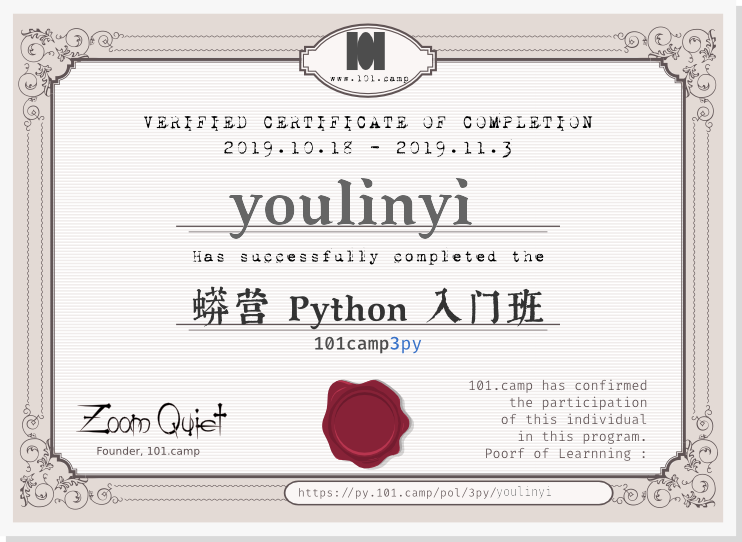 101
www.101.camp
VERIFIED CERTIFICATE OF COMPLETION
2019.10.18 - 2019.11.3
youlinyi
Has successfully completed the
蟒营 Python 入门班
101camp3py
Zoom Quiet
Founder, 101.camp
101.camp has confirmed
the participation
of this individual
in this program.
Poorf of Learnning :
https://py.101.camp/pol/3py/youlinyi